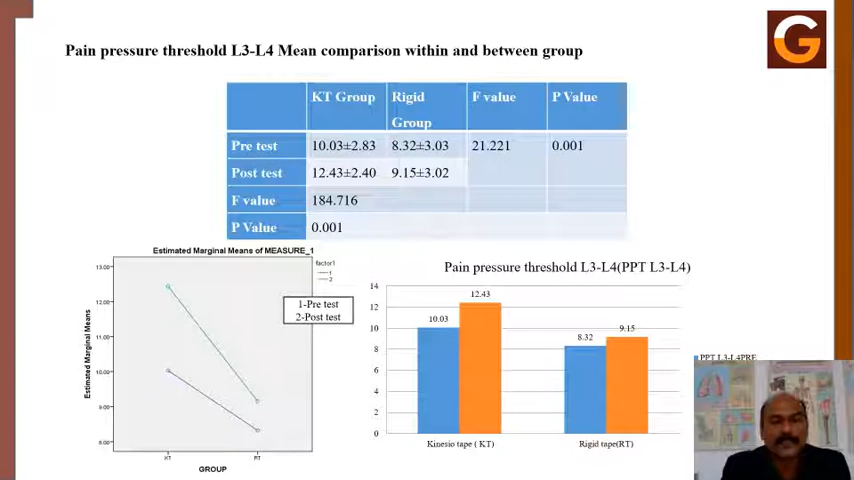 Pain pressure threshold L3-L4 Mean comparison within and between group
G
KT Group Rigid Group F value P Value
Pre test 10.03±2.83 8.32±3.03 21.221 0.001
Post test 12.43±2.40 9.15±3.02
F value 184.716
P Value 0.001
Estimated Marginal Means of MEASURE_1
factor1
1
2
1-Pre test
2-Post test
Estimated Marginal Means
13.00
12.00
11.00
10.00
9.00
8.00
KT RT
GROUP
Pain pressure threshold L3-L4(PPT L3-L4)
14
12
10
8
6
4
2
0
10.03
12.43
8.32
9.15
Kinesio tape ( KT)
Rigid tape(RT)
PPT L3-L4PRE